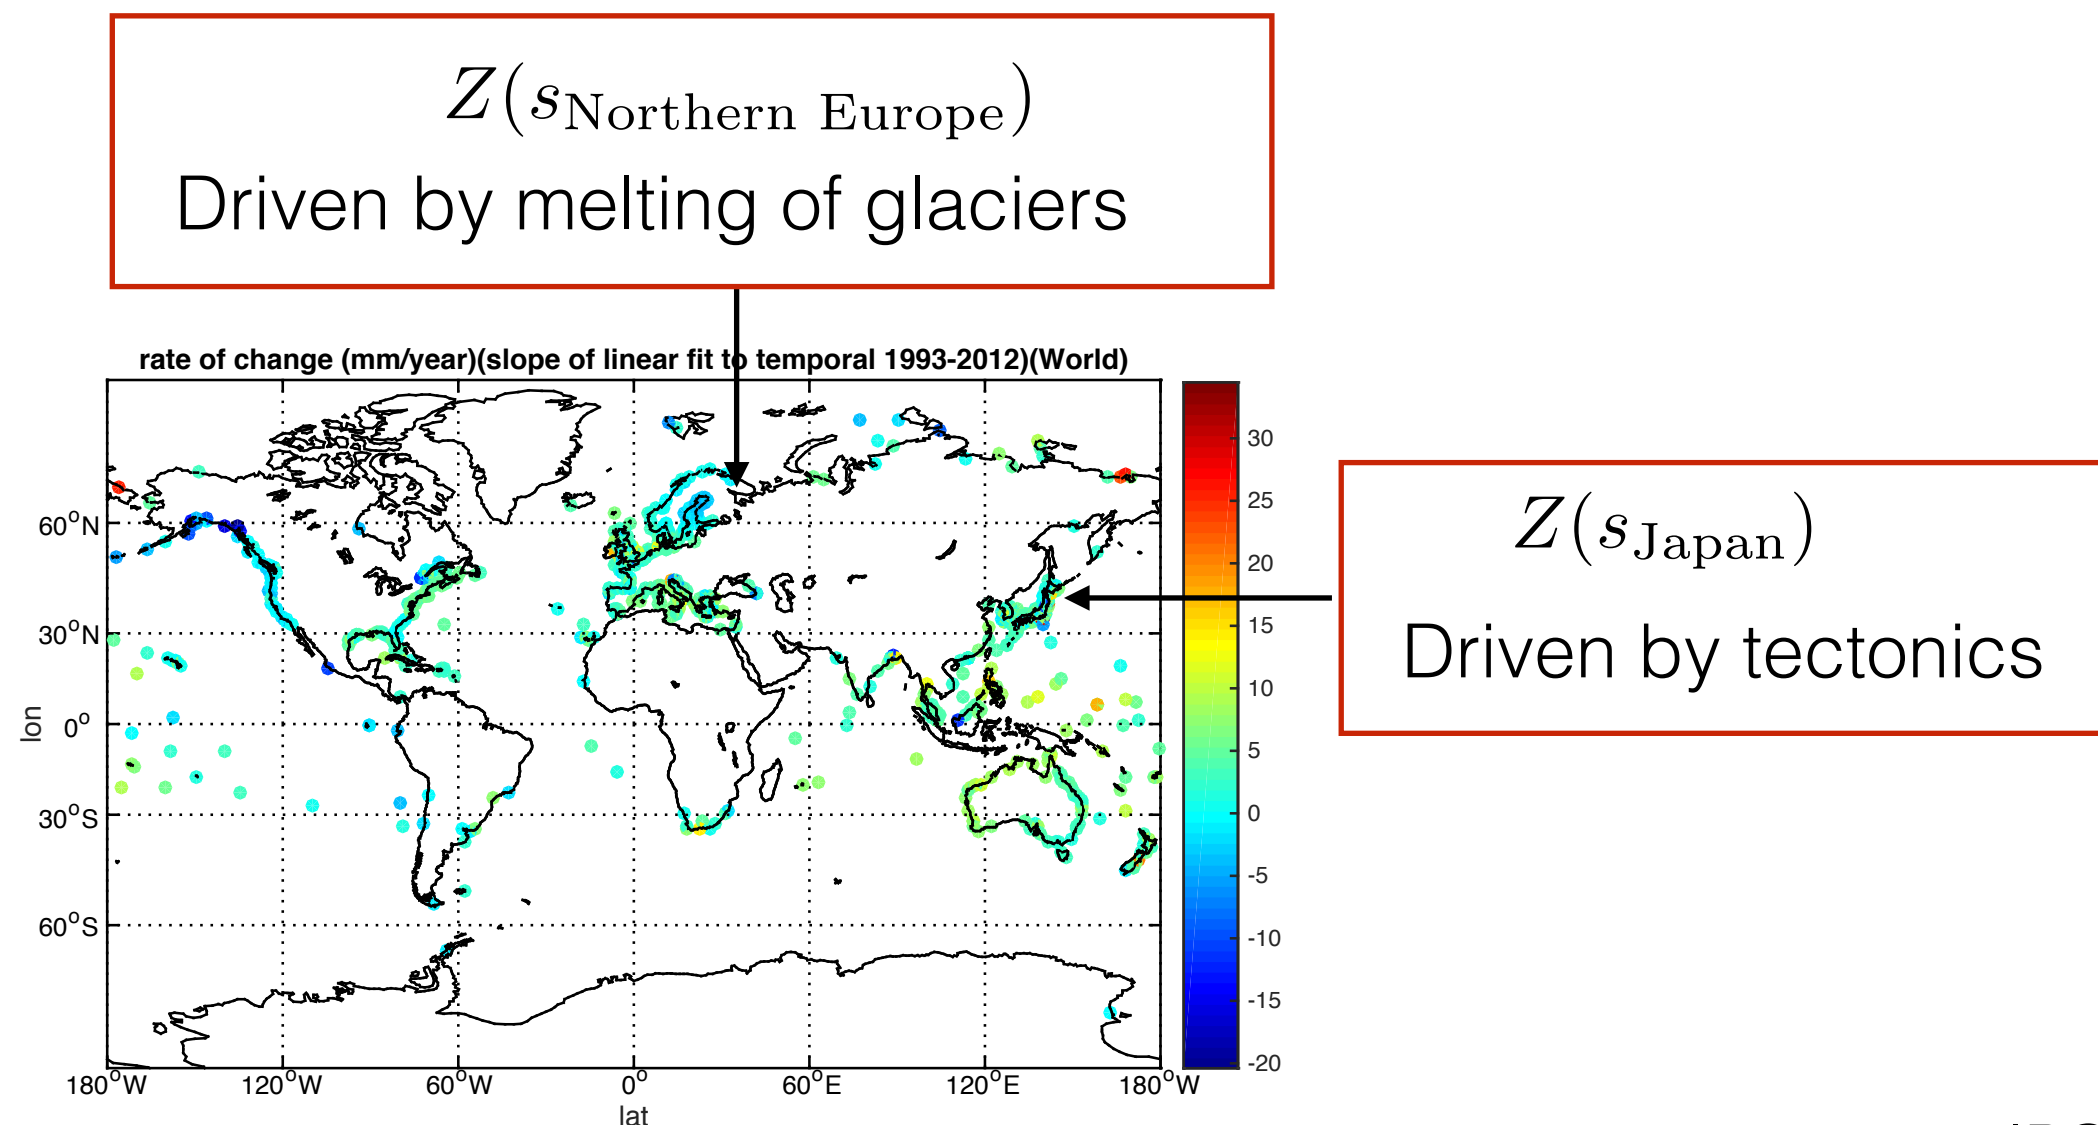 Z(s_Northern Europe)
Driven by melting of glaciers
rate of change (mm/year)(slope of linear fit to temporal 1993-2012)(World)
Z(s_Japan)
Driven by tectonics
60°N
30°N
0°
30°S
60°S
lon
180°W
120°W
60°W
0°
60°E
120°E
180°W
lat
30
25
20
15
10
5
0
-5
-10
-15
-20